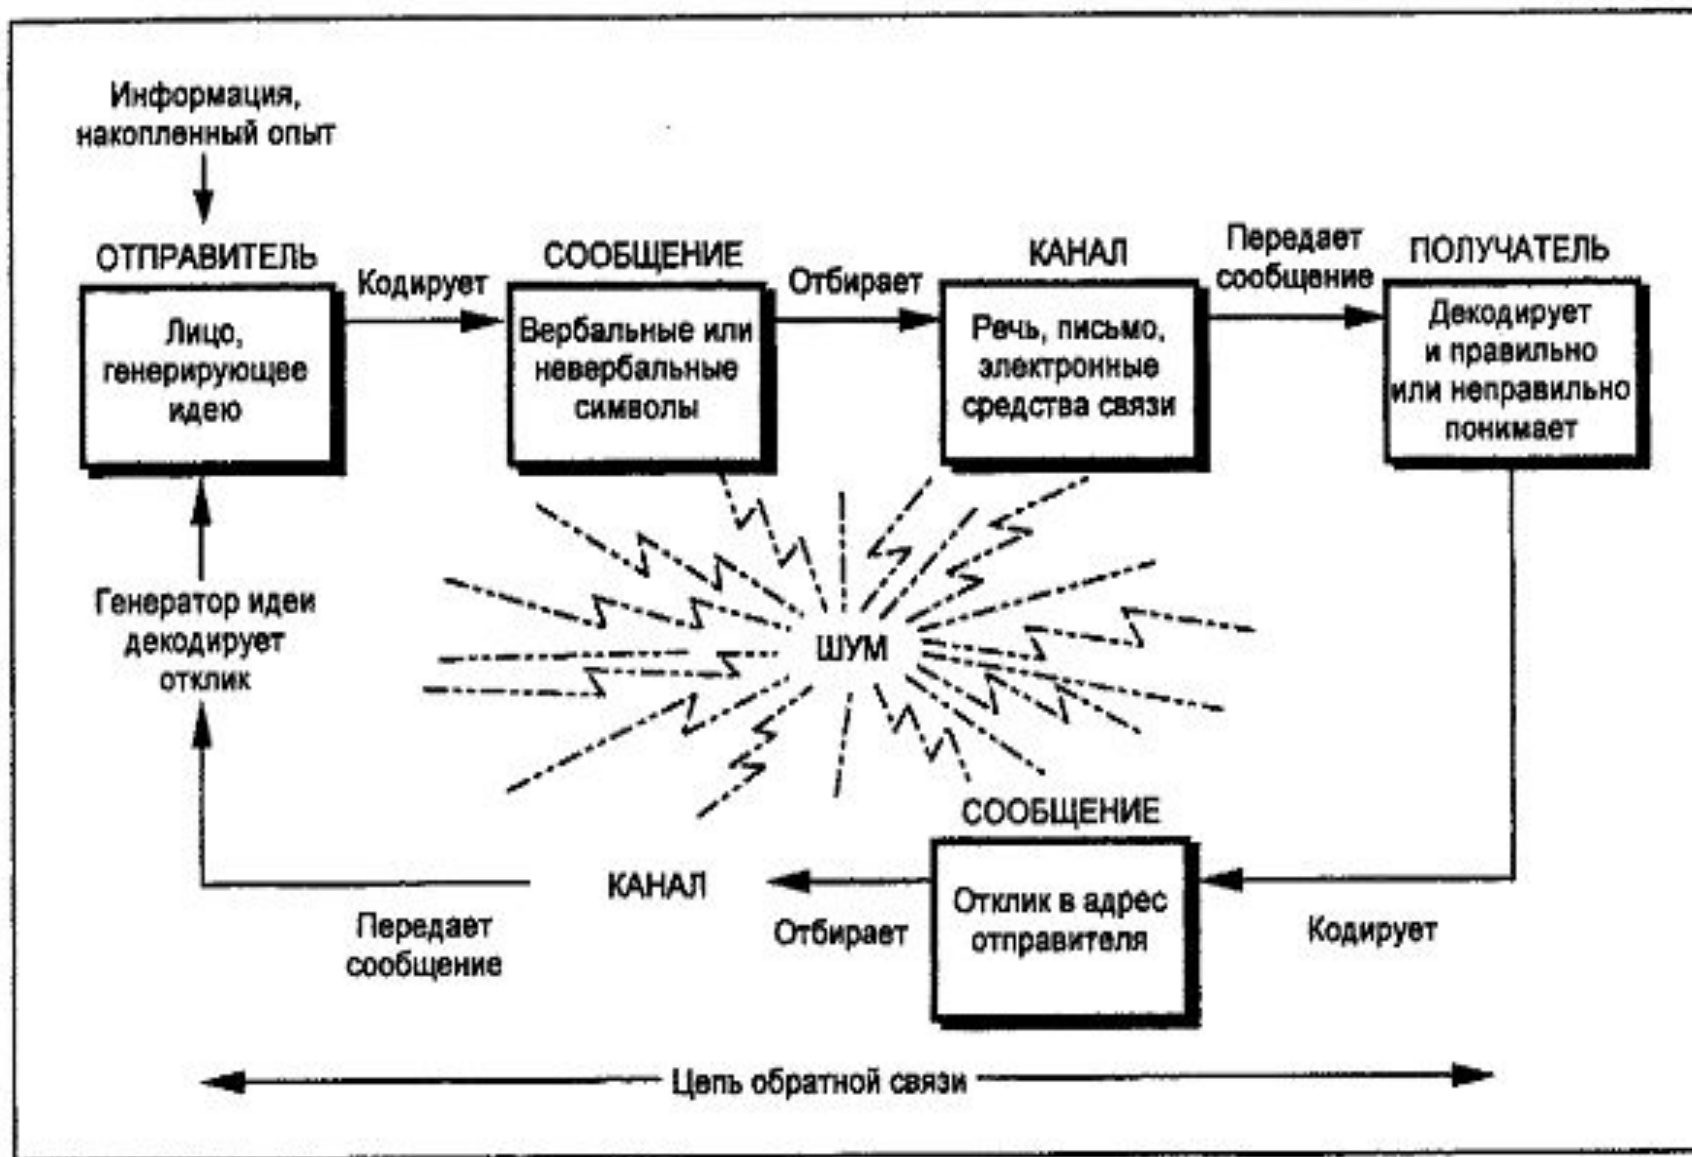 Информация,
накопленный опыт
ОТПРАВИТЕЛЬ
Лицо,
генерирующее
идею
Кодирует
СООБЩЕНИЕ
Вербальные или
невербальные
символы
Отбирает
КАНАЛ
Речь, письмо,
электронные
средства связи
Передает
сообщение
ПОЛУЧАТЕЛЬ
Декодирует
и правильно
или неправильно
понимает
ШУМ
Генератор идеи
декодирует
отклик
Передает
сообщение
КАНАЛ
Отбирает
СООБЩЕНИЕ
Отклик в адрес
отправителя
Кодирует
Цепь обратной связи